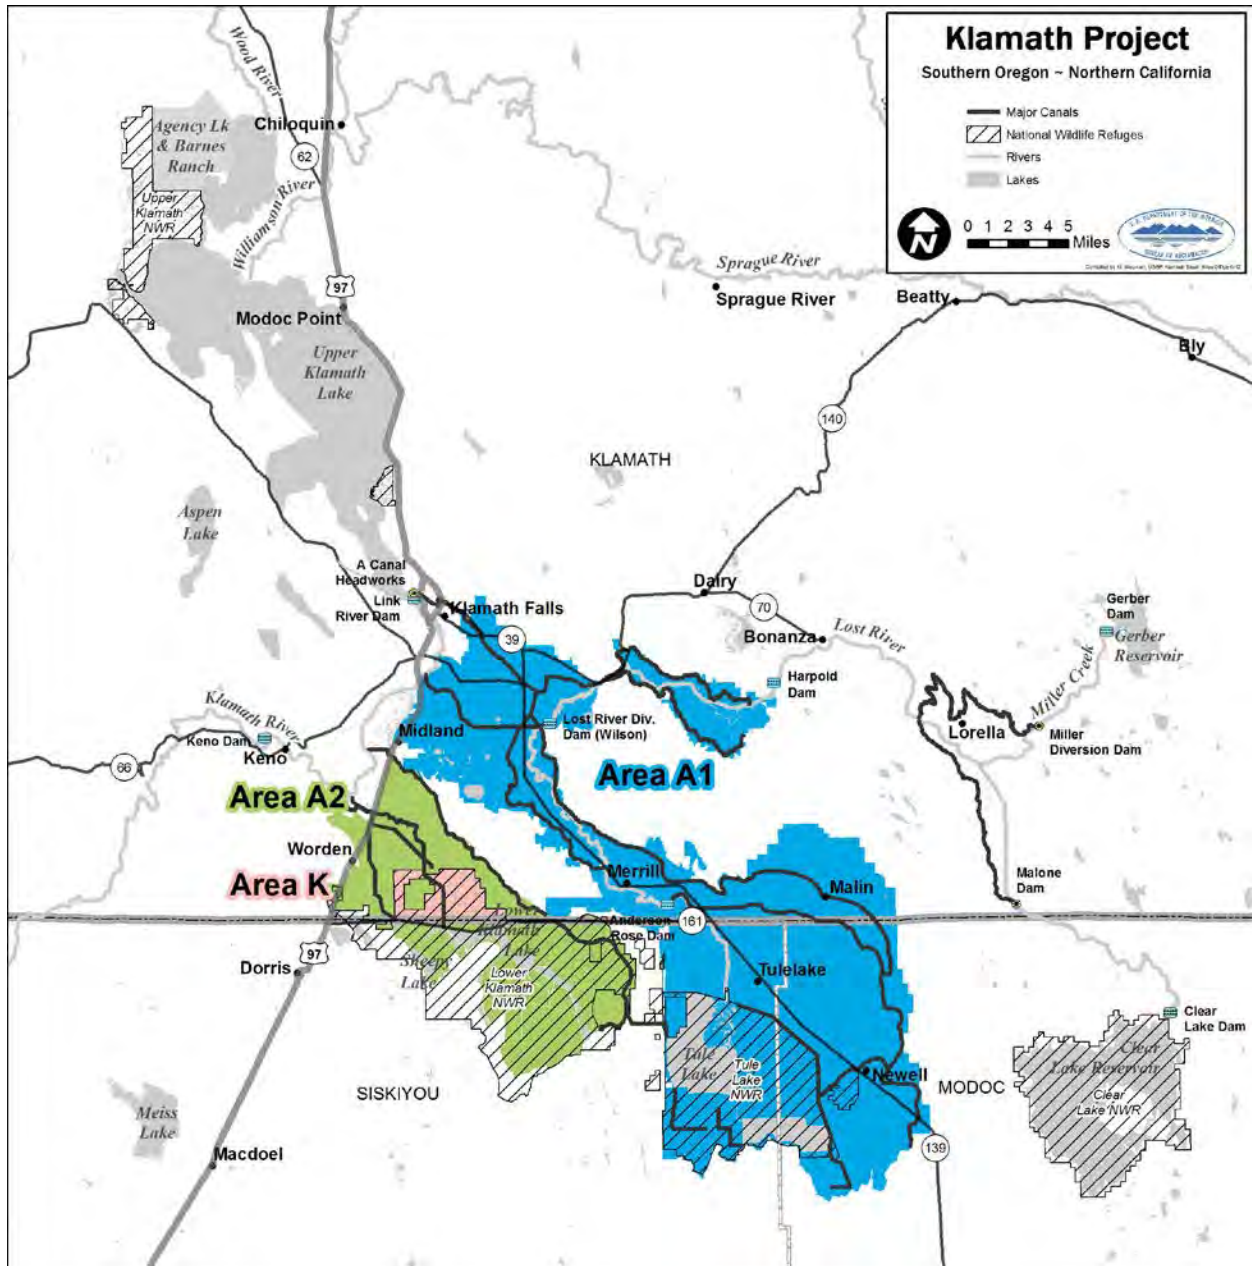 Klamath Project
Southern Oregon ~ Northern California
Major Canals
National Wildlife Refuges
Rivers
Lakes
N
0 1 2 3 4 5
Miles
Wood River
Chiloquin
Agency Lk
& Barnes
Ranch
62
Upper
Klamath
NWR
Williamson River
97
Modoc Point
Sprague River
Sprague River
Beatty
Bly
Upper
Klamath
Lake
140
KLAMATH
Aspen
Lake
A Canal
Headworks
Link
River Dam
Klamath Falls
39
Dairy
70
Bonanza
Lost River
Gerber
Dam
Gerber
Reservoir
Miller Creek
Harpold
Dam
Klamath River
Keno Dam
Keno
Midland
66
Lost River Div.
Dam (Wilson)
Lorella
Miller
Diversion Dam
Area A1
Area A2
Worden
Area K
Merrill
Malin
Malone
Dam
Lower
Klamath
Lake
Anderson
Rose Dam
161
97
Dorris
Sheepy
Lake
Lower
Klamath
NWR
Tulelake
Clear
Lake Dam
Tule
Lake
Tule
Lake
NWR
Newell
MODOC
Clear
Lake Reservoir
Clear
Lake NWR
SISKIYOU
Meiss
Lake
Macdoel
139